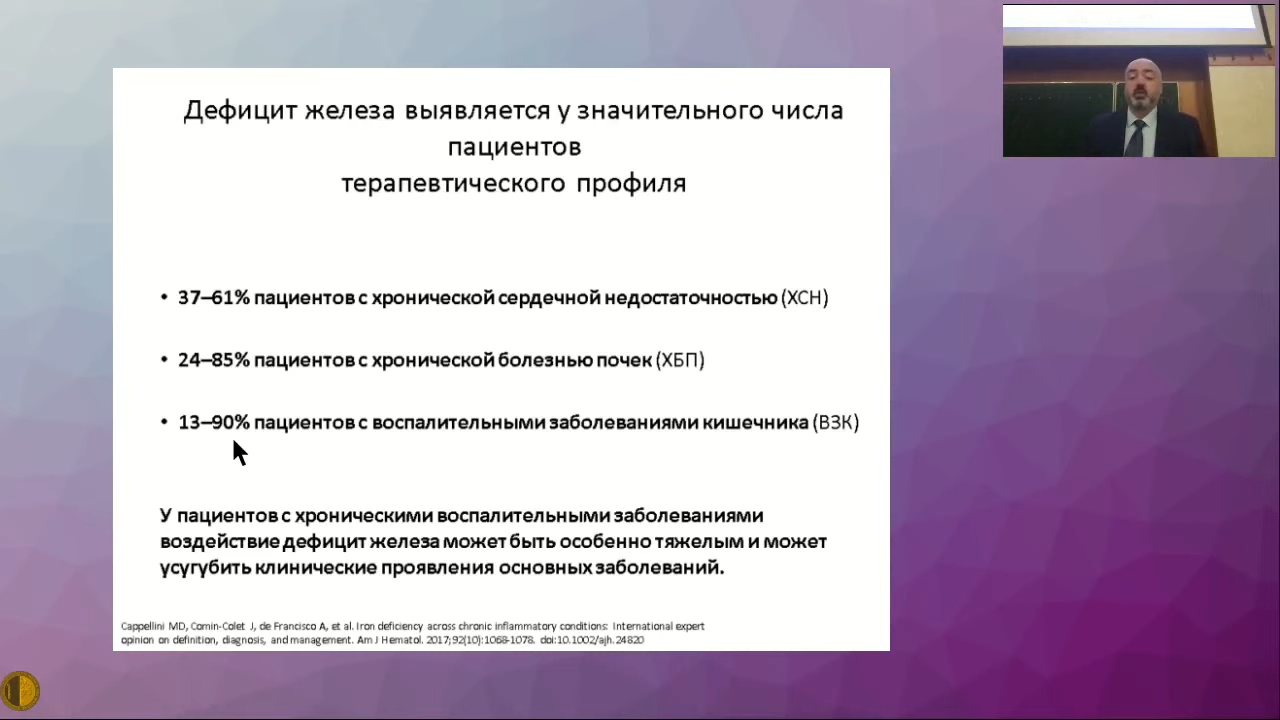 Дефицит железа выявляется у значительного числа
пациентов
терапевтического профиля
• 37–61% пациентов с хронической сердечной недостаточностью (ХСН)
• 24–85% пациентов с хронической болезнью почек (ХБП)
• 13–90% пациентов с воспалительными заболеваниями кишечника (ВЗК)
У пациентов с хроническими воспалительными заболеваниями
воздействие дефицит железа может быть особенно тяжелым и может
усугубить клинические проявления основных заболеваний.
Cappellini MD, Comin-Colet J, de Francisco A, et al. Iron deficiency across chronic inflammatory conditions: International expert
opinion on definition, diagnosis, and management. Am J Hematol. 2017;92(10):1068-1078. doi:10.1002/ajh.24820